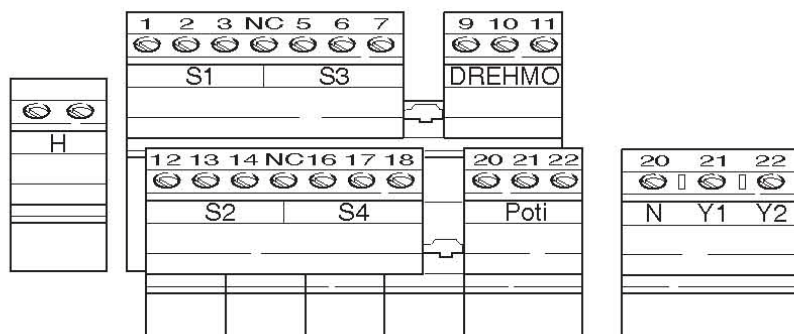 1 2 3 NC 5 6 7
9 10 11
S1 S3
DREHMO
H
12 13 14 NC 16 17 18
20 21 22
20 21 22
S2 S4
Poti
N Y1 Y2